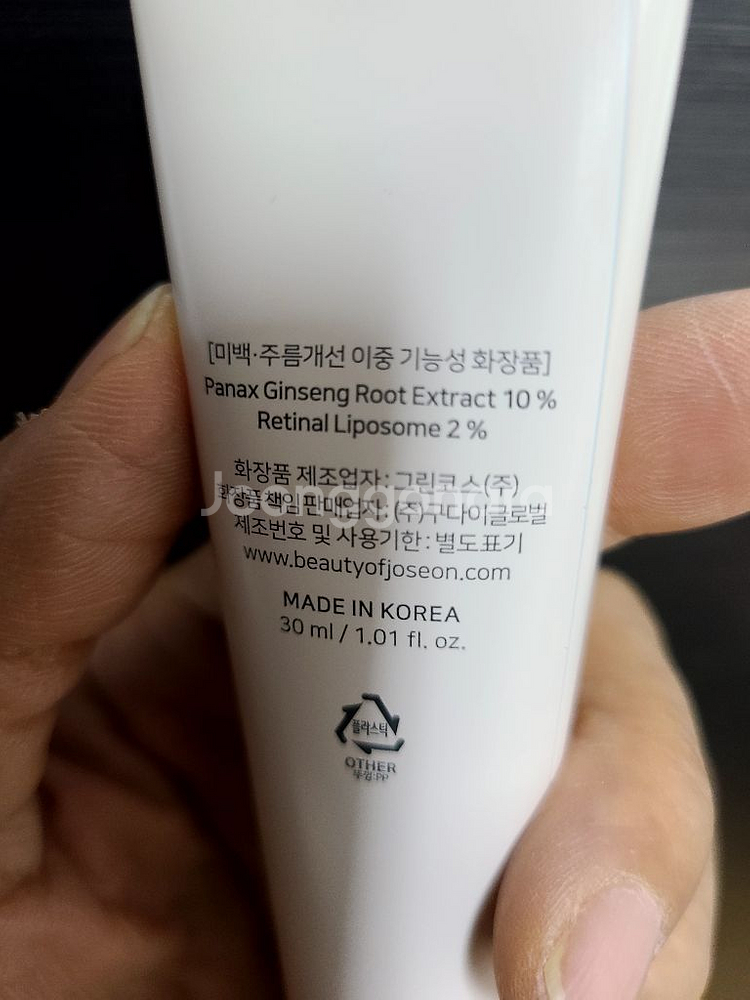 [미백·주름개선 이중 기능성 화장품]
Panax Ginseng Root Extract 10 %
Retinal Liposome 2 %
화장품 제조업자 : 그린코스(주)
화장품 책임 판매업자 : (주)구다이글로벌
제조번호 및 사용기한 : 별도표기
www.beautyofjoseon.com
MADE IN KOREA
30 ml / 1.01 fl. oz.
플라스틱
OTHER
뚜껑:PP
Joonggonara